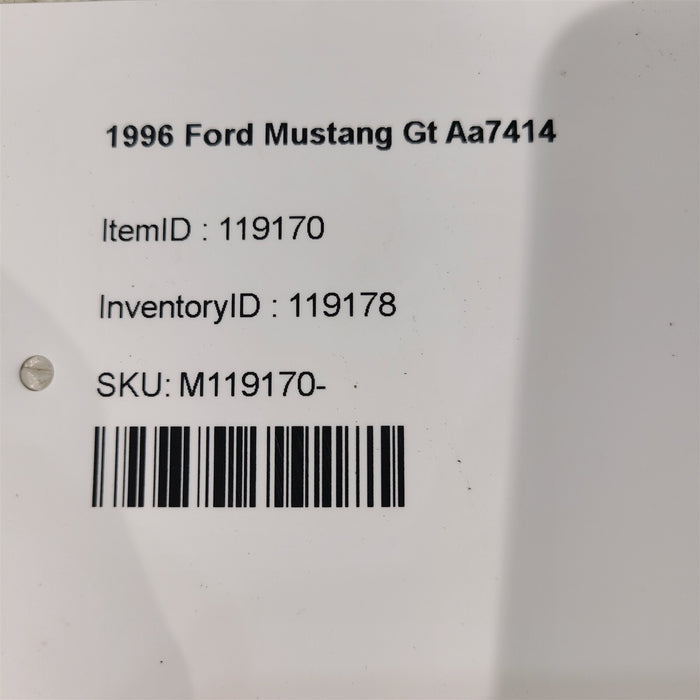 1996 Ford Mustang Gt Aa7414
ItemID : 119170
InventoryID : 119178
SKU: M119170-